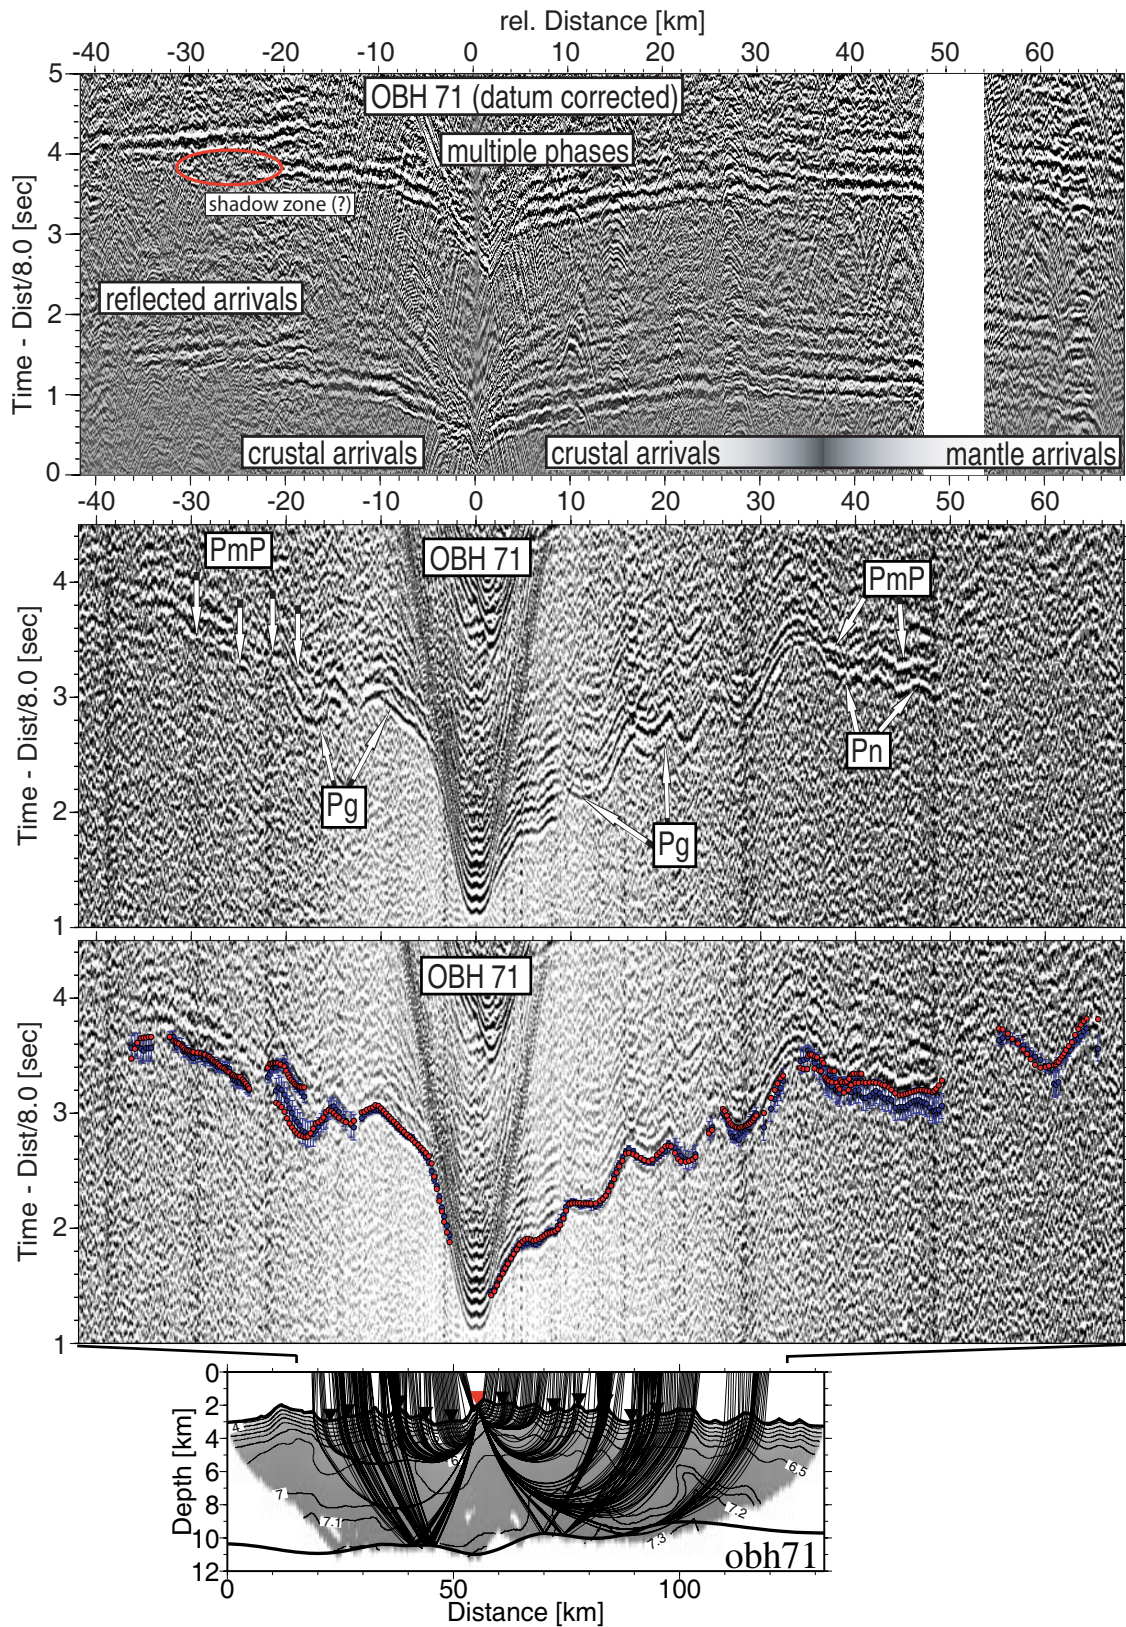 rel. Distance [km]
-40 -30 -20 -10 0 10 20 30 40 50 60
5
OBH 71 (datum corrected)
multiple phases
4
shadow zone (?)
3
reflected arrivals
2
1
crustal arrivals
crustal arrivals
mantle arrivals
0
Time - Dist/8.0 [sec]
-40 -30 -20 -10 0 10 20 30 40 50 60
PmP
OBH 71
PmP
4
3
Pn
Pg
2
Pg
1
Time - Dist/8.0 [sec]
OBH 71
4
3
2
1
Time - Dist/8.0 [sec]
0
2
4
6
8
10
12
Depth [km]
4
6.5
7
7.1
7.2
7.3
obh71
0 50 100
Distance [km]